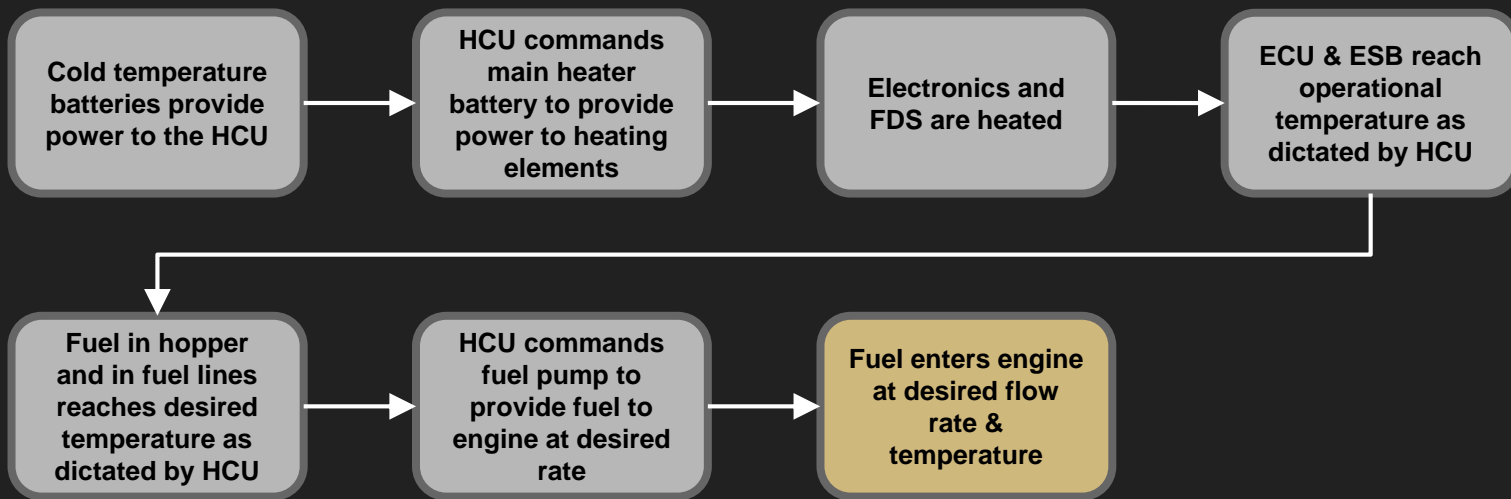 Cold temperature
batteries provide
power to the HCU
HCU commands
main heater
battery to provide
power to heating
elements
Electronics and
FDS are heated
ECU & ESB reach
operational
temperature as
dictated by HCU
Fuel in hopper
and in fuel lines
reaches desired
temperature as
dictated by HCU
HCU commands
fuel pump to
provide fuel to
engine at desired
rate
Fuel enters engine
at desired flow
rate &
temperature